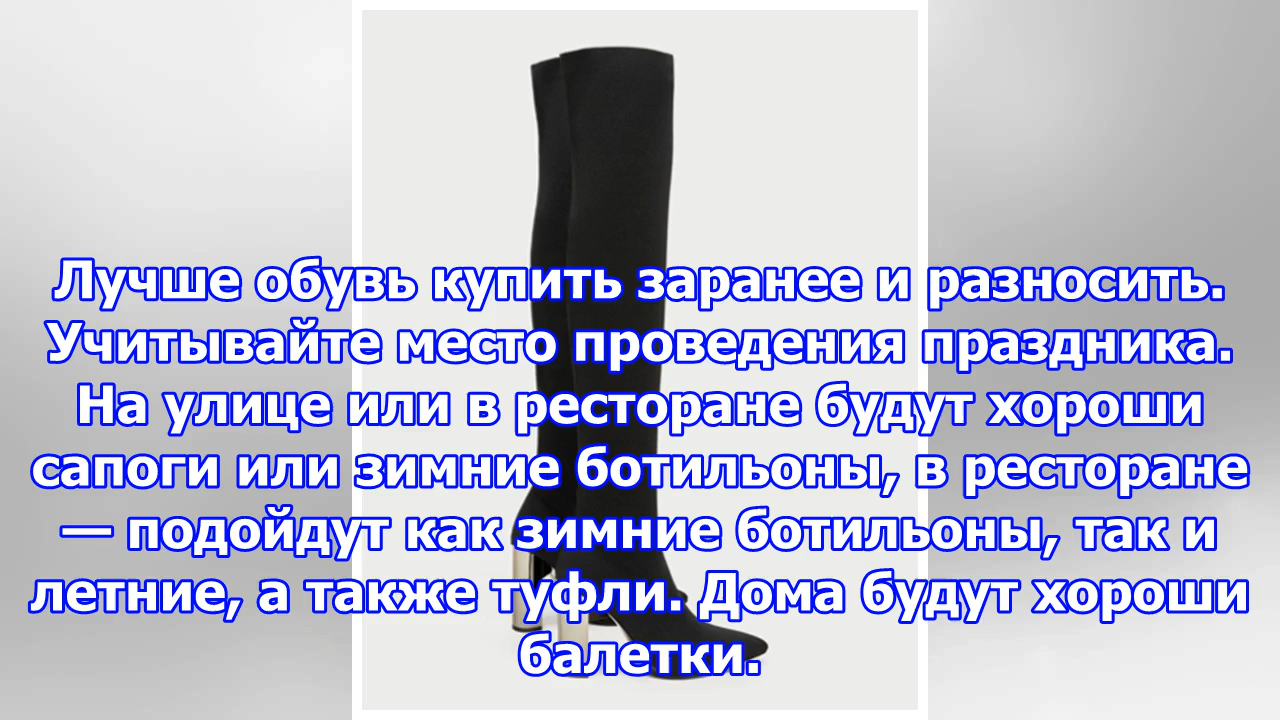 Лучше обувь купить заранее и разносить.
Учитывайте место проведения праздника.
На улице или в ресторане будут хороши
сапоги или зимние ботильоны, в ресторане
— подойдут как зимние ботильоны, так и
летние, а также туфли. Дома будут хороши
балетки.